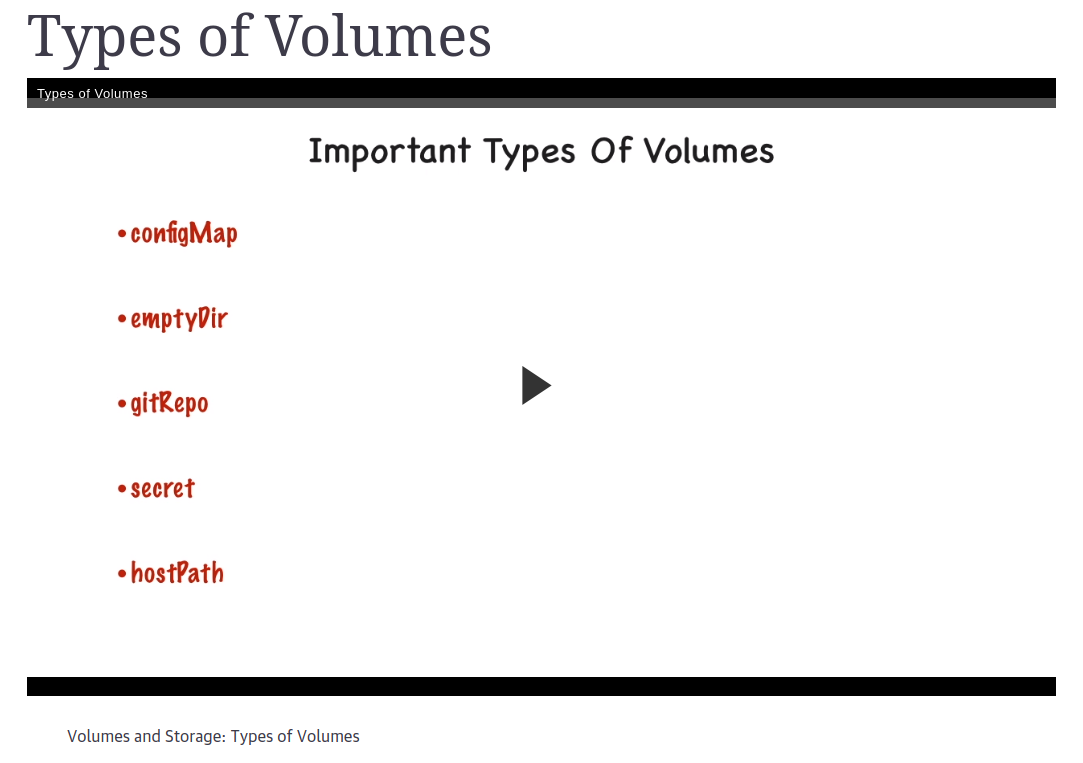 Types of Volumes
Types of Volumes
Important Types Of Volumes
• configMap
• emptyDir
• gitRepo
• secret
• hostPath
Volumes and Storage: Types of Volumes